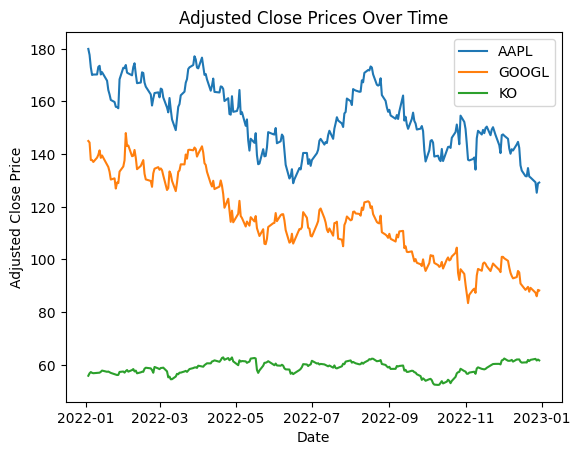 Adjusted Close Prices Over Time
AAPL
GOOGL
KO
Adjusted Close Price
180
160
140
120
100
80
60
2022-01 2022-03 2022-05 2022-07 2022-09 2022-11 2023-01
Date